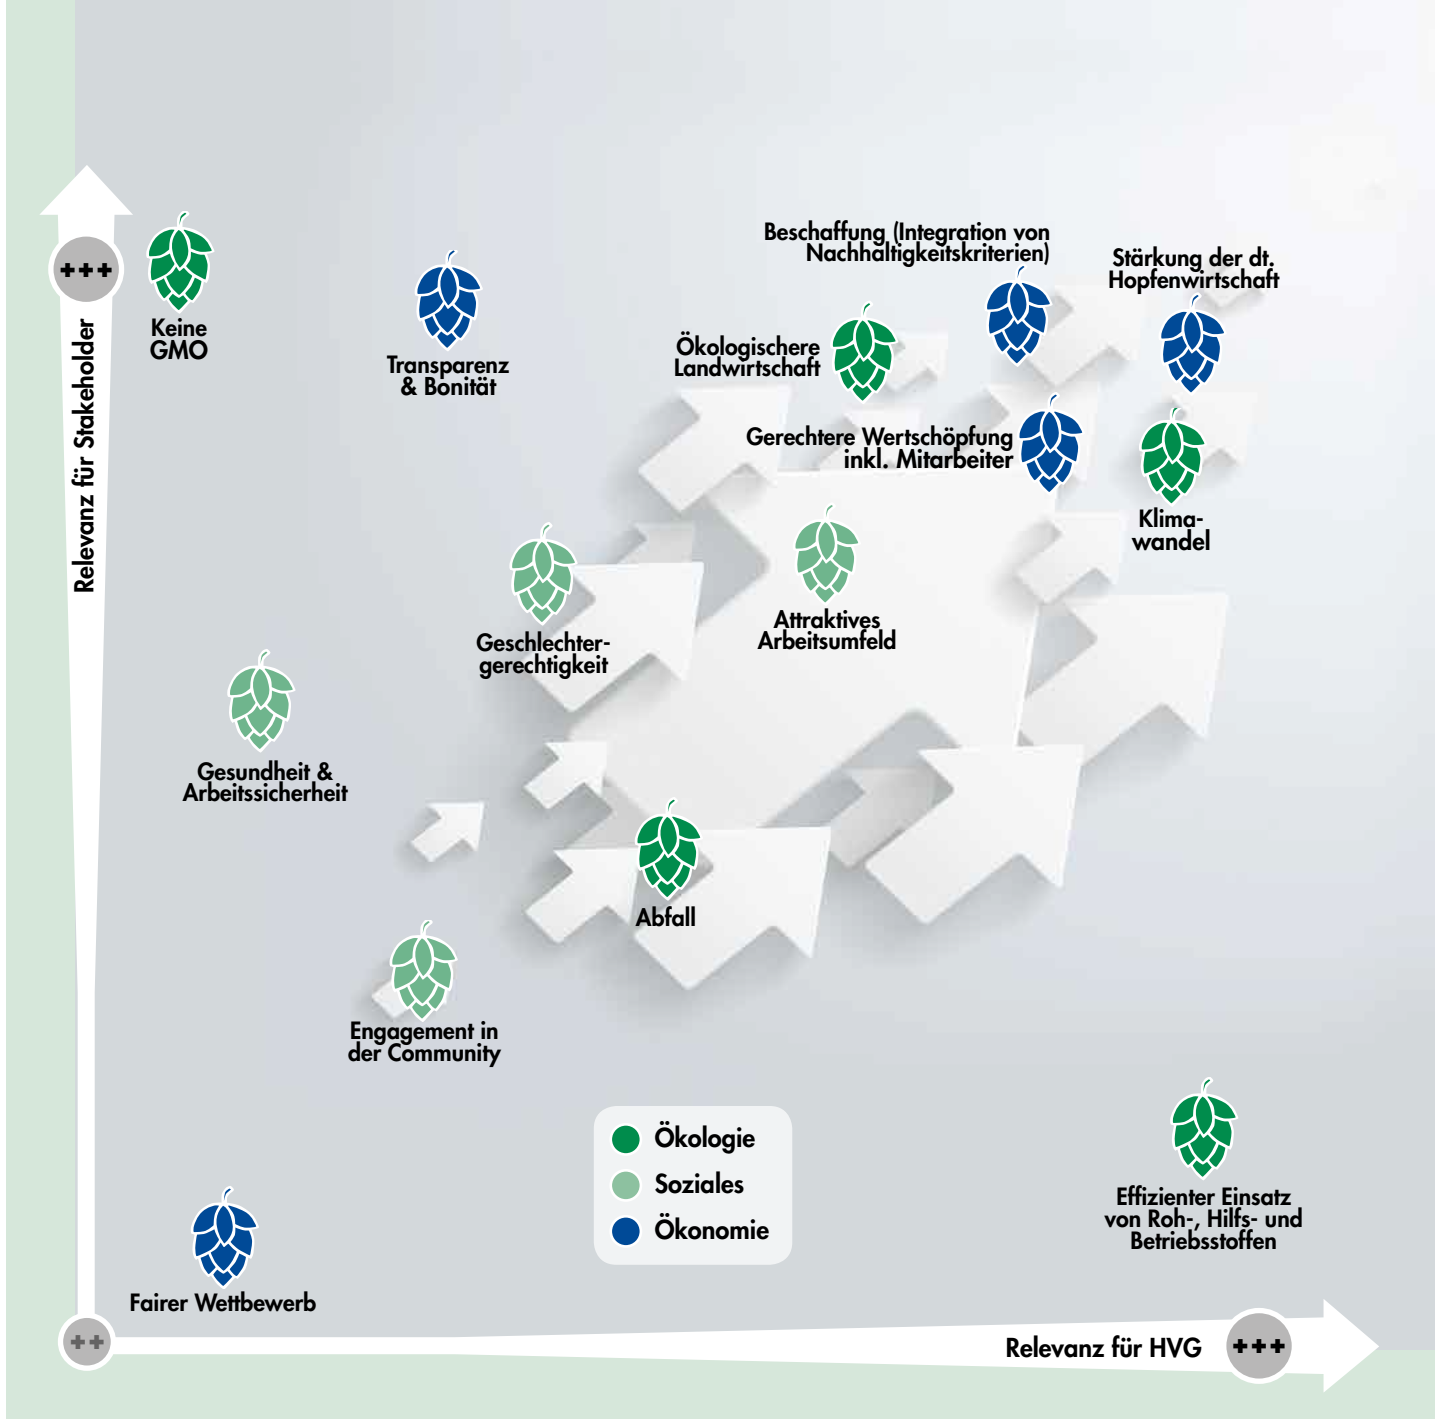 Beschaffung (Integration von
Nachhaltigkeitskriterien)
Stärkung der dt.
Hopfenwirtschaft
+++
Keine
GMO
Transparenz
& Bonität
Ökologischere
Landwirtschaft
Relevanz für Stakeholder
Gerechtere Wertschöpfung
inkl. Mitarbeiter
Klima-
wandel
Attraktives
Arbeitsumfeld
Geschlechter-
gerechtigkeit
Gesundheit &
Arbeitssicherheit
Abfall
Engagement in
der Community
Ökologie
Soziales
Ökonomie
Effizienter Einsatz
von Roh-, Hilfs- und
Betriebsstoffen
Fairer Wettbewerb
++
Relevanz für HVG
+++